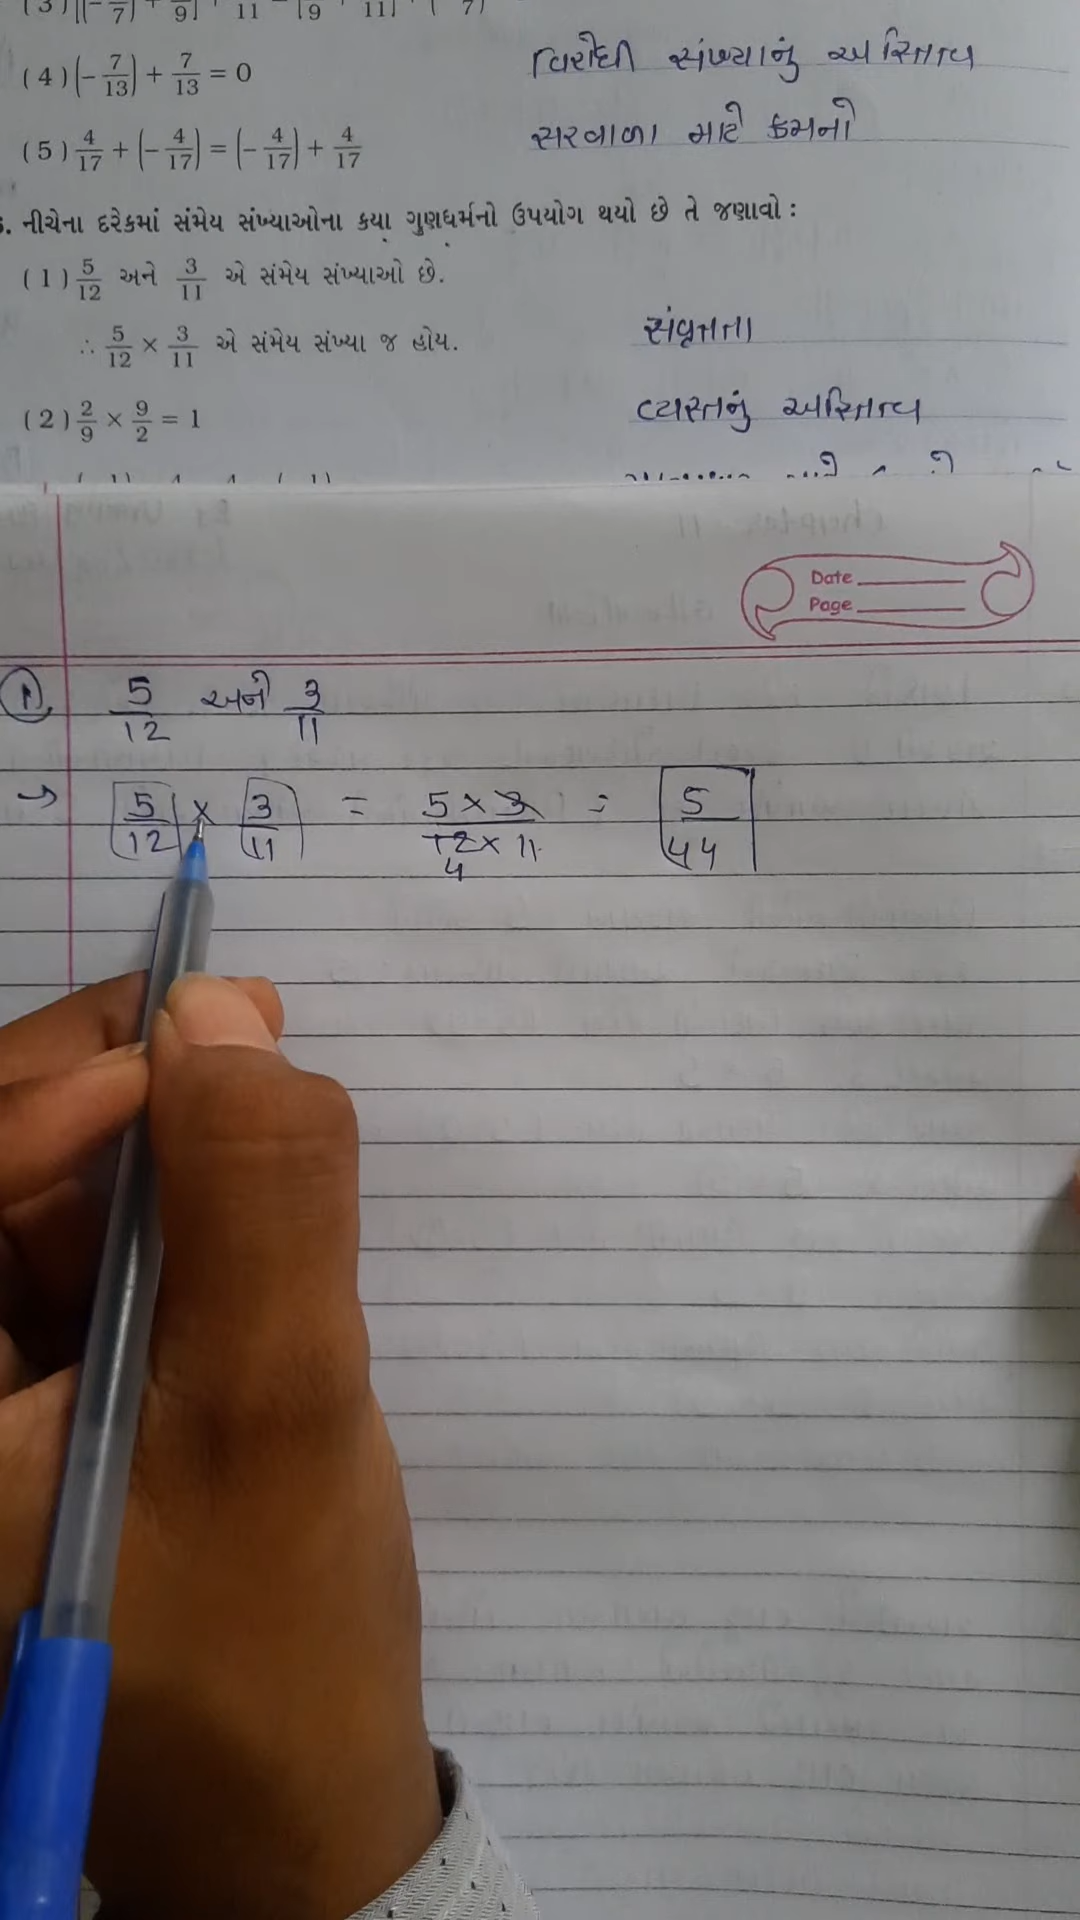 (4) (-7/13) + 7/13 = 0 વિરોધી સંખ્યાનું અસ્તિત્વ
(5) 4/17 + (-4/17) = (-4/17) + 4/17 સરવાળા માટે ક્રમનો
નીચેના દરેકમાં સંમેય સંખ્યાઓના કયા ગુણધર્મનો ઉપયોગ થયો છે તે જણાવો :
(1) 5/12 અને 3/11 એ સંમેય સંખ્યાઓ છે.
∴ 5/12 × 3/11 એ સંમેય સંખ્યા જ હોય. સંવૃત્તતા
(2) 2/9 × 9/2 = 1 વ્યસ્તનું અસ્તિત્વ
Date
Page
1. 5/12 અને 3/11
→ 5/12 × 3/11 = 5 × 3 / 12 × 11 = 5/44
4